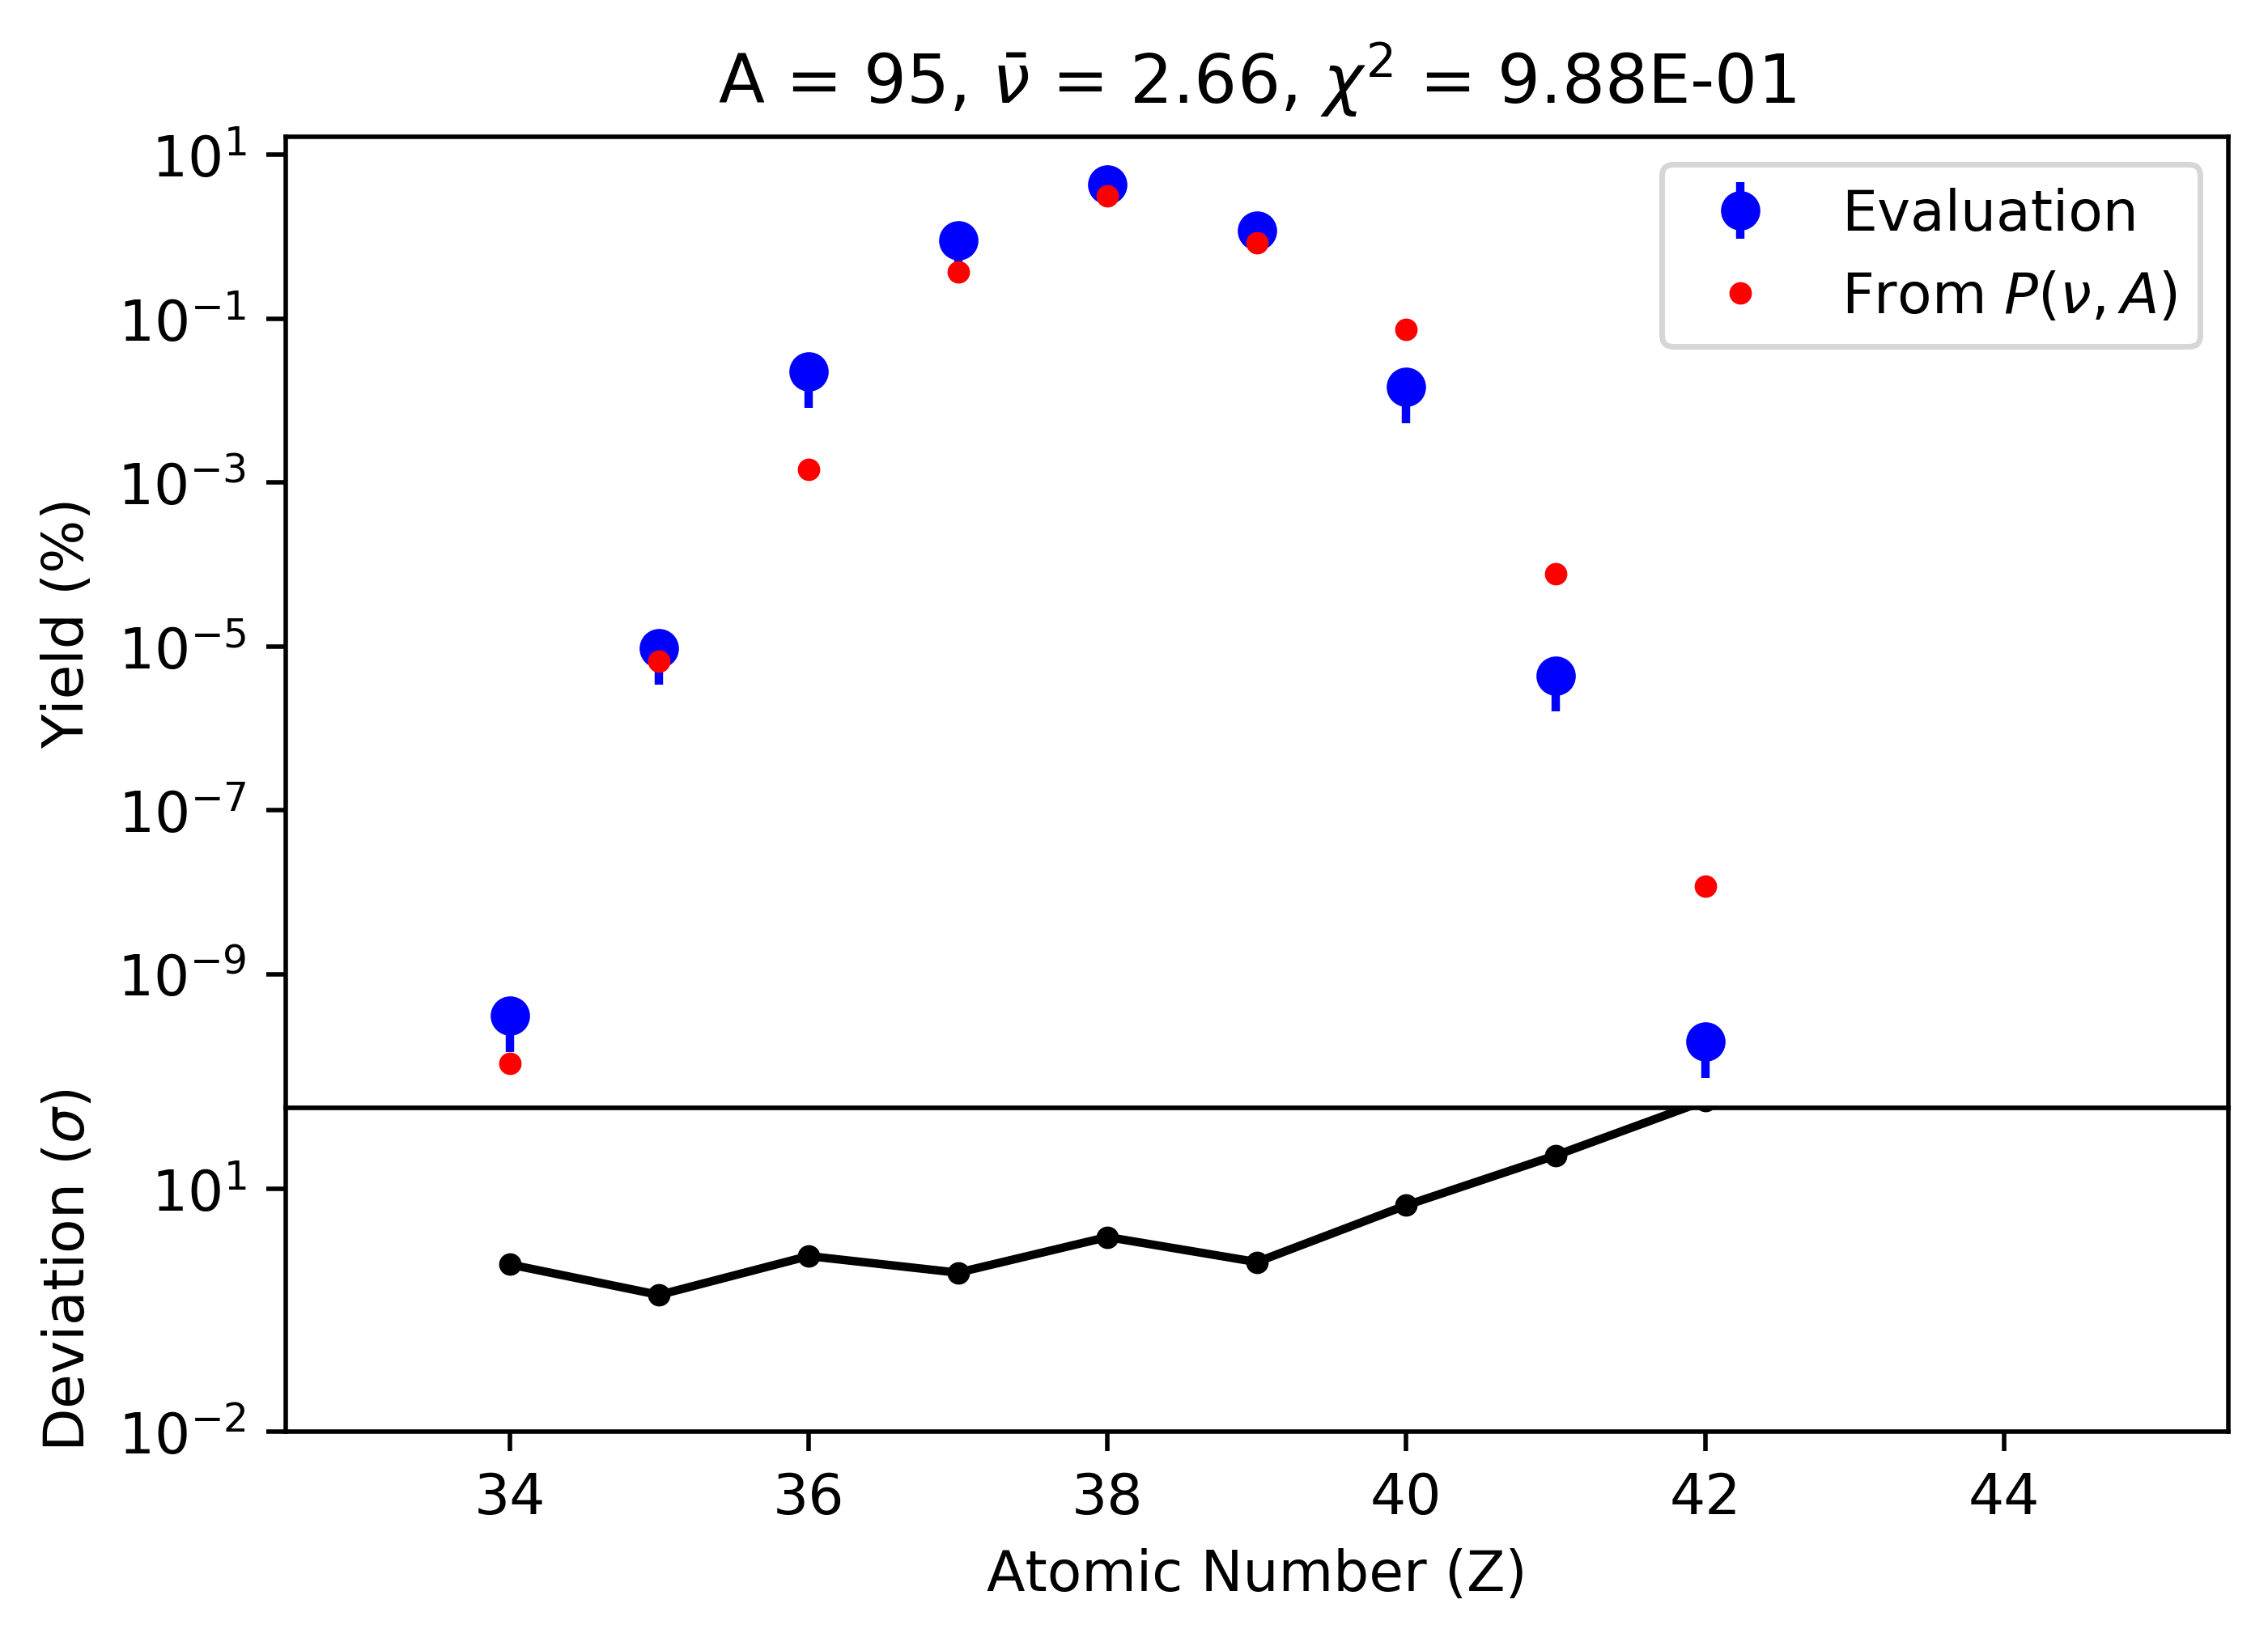 A = 95, ν̄ = 2.66, χ² = 9.88E-01
10¹
10⁻¹
10⁻³
10⁻⁵
10⁻⁷
10⁻⁹
Yield (%)
Evaluation
From P(ν, A)
Deviation (σ)
10¹
10⁻²
34 36 38 40 42 44
Atomic Number (Z)